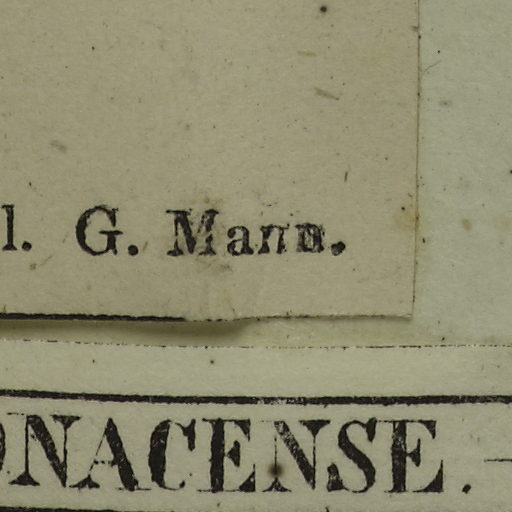 l. G. Mann.
ONACENSE. –